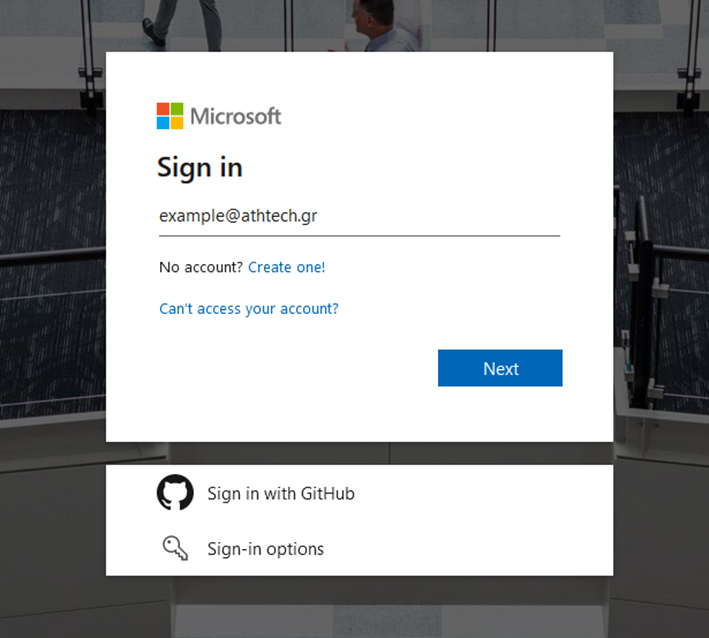 Microsoft
Sign in
example@athtech.gr
No account? Create one!
Can't access your account?
Next
Sign in with GitHub
Sign-in options